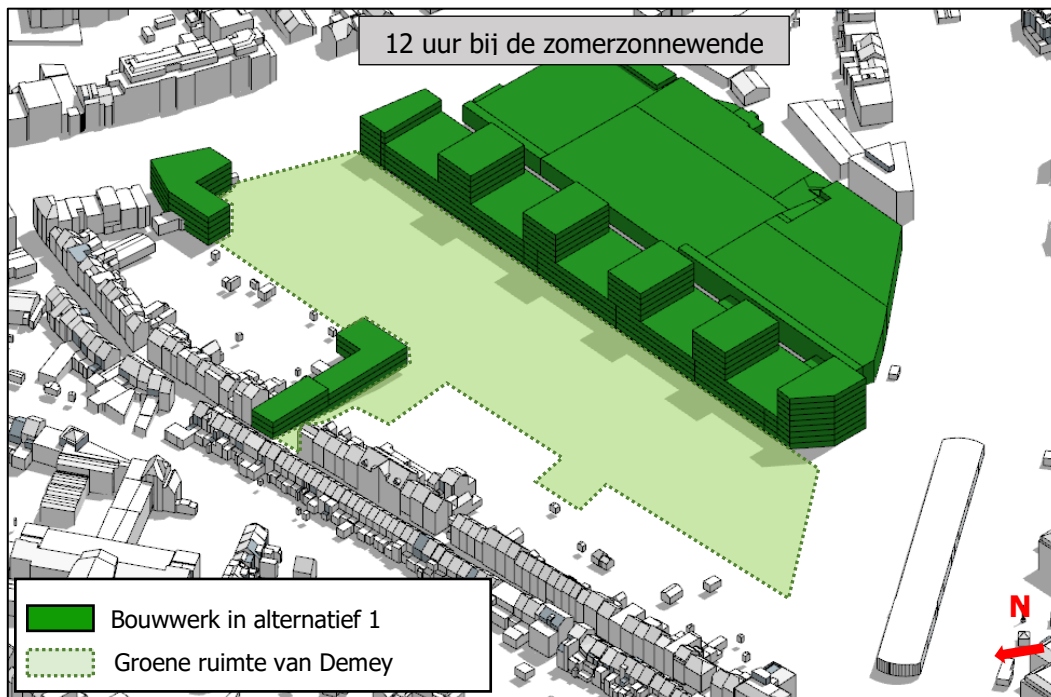 12 uur bij de zomerzonnewende
N
Bouwwerk in alternatief 1
Groene ruimte van Demey